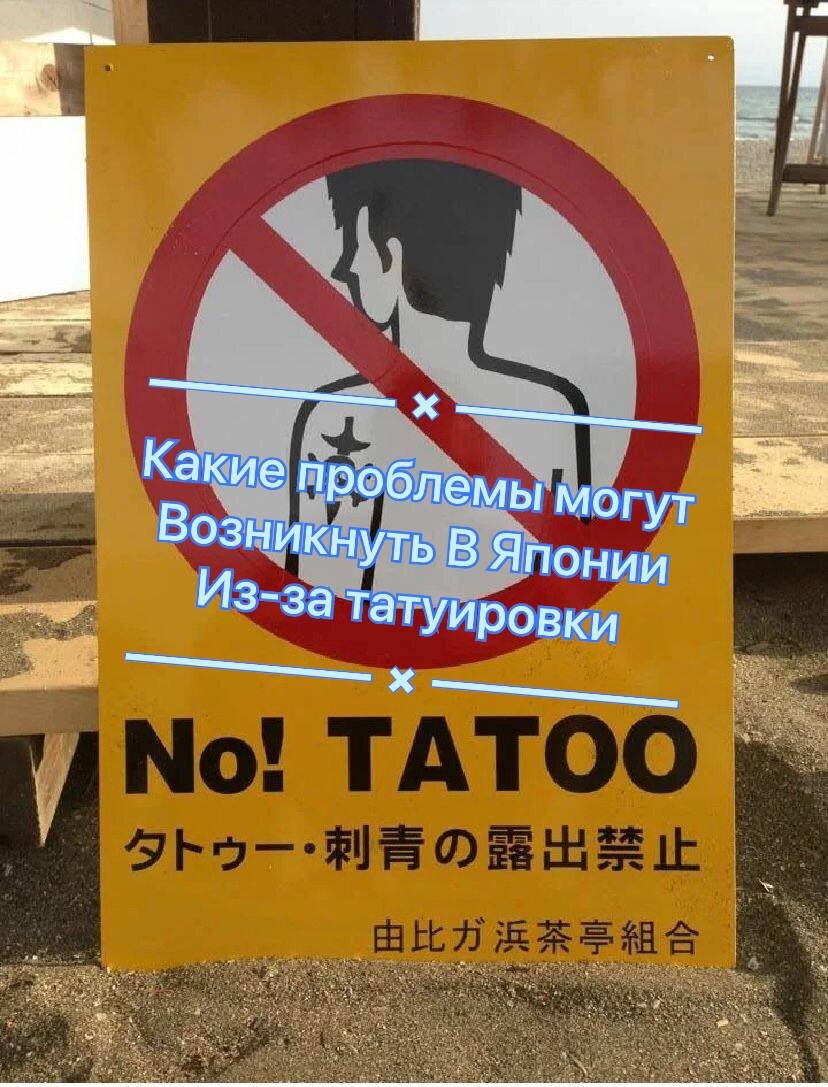 Какие проблемы могут
Возникнуть В Японии
Из-за татуировки
No! TATOO
タトゥー・刺青の露出禁止
由比ガ浜茶亭組合